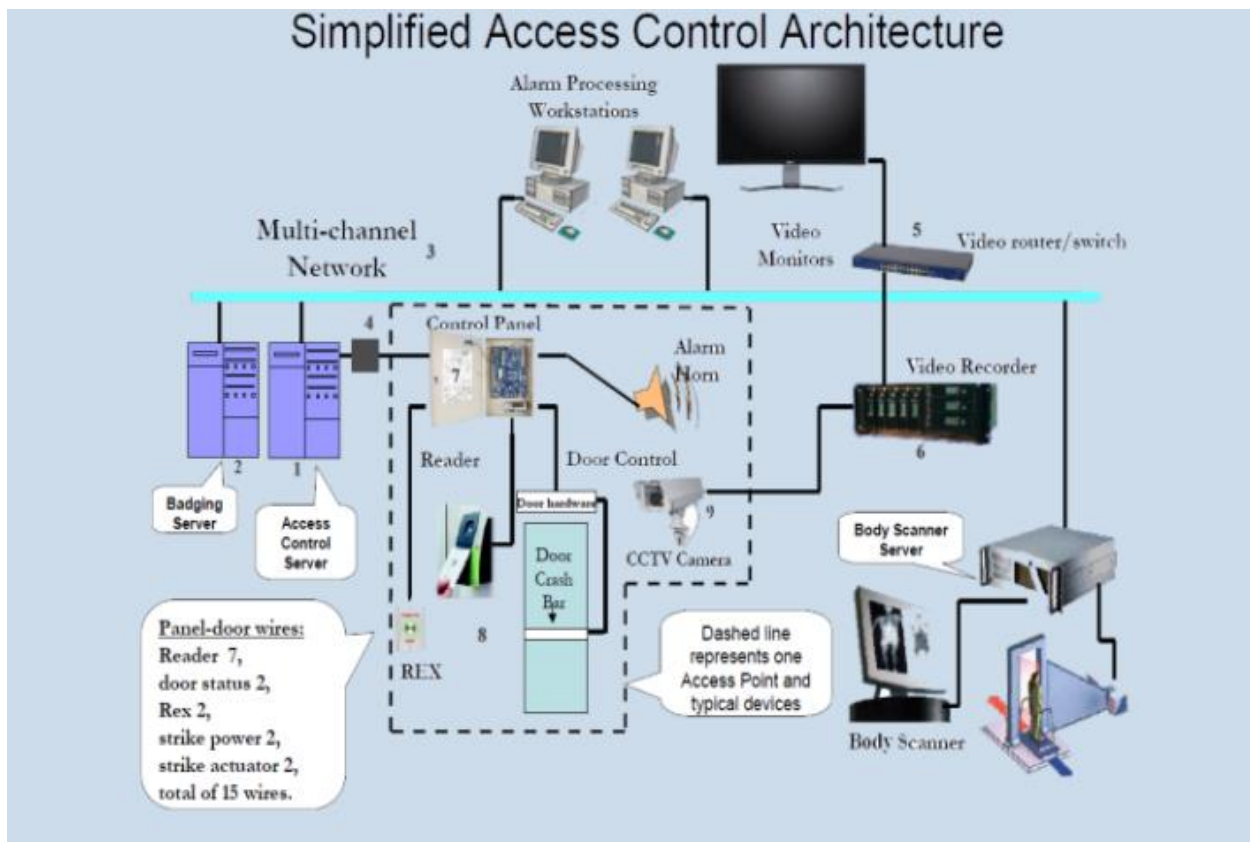 Simplified Access Control Architecture
Alarm Processing
Workstations
Multi-channel
Network
3
Video
Monitors
5
Video router/switch
4
Control Panel
7
Alarm
Horn
Video Recorder
6
2
1
Reader
Door Control
Door hardware
9
Badging
Server
Access
Control
Server
Door
Crash
Bar
CCTV Camera
Body Scanner
Server
Panel-door wires:
Reader 7,
door status 2,
Rex 2,
strike power 2,
strike actuator 2,
total of 15 wires.
8
REX
Dashed line
represents one
Access Point and
typical devices
Body Scanner